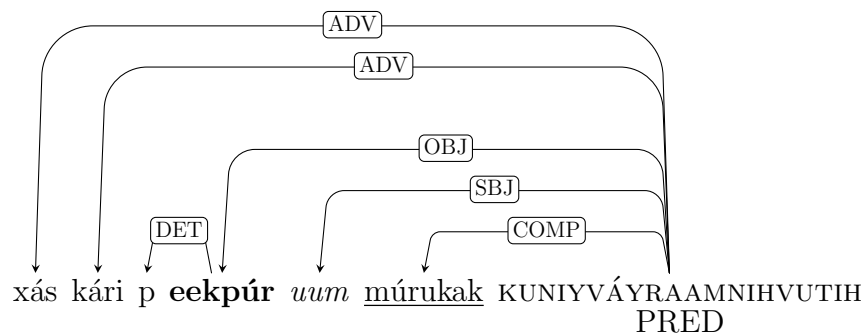 ADV
ADV
OBJ
SBJ
DET COMP
xás kári p eekpúr uum múrukak KUNIYVÁYRAAMNIHVUTIH
PRED